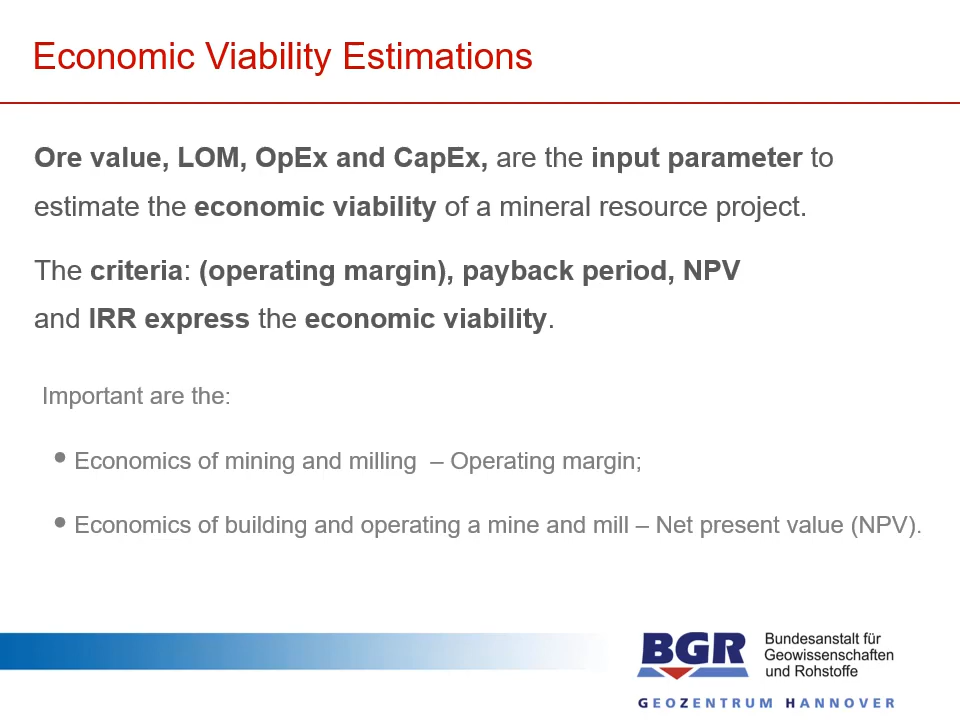 Economic Viability Estimations
Ore value, LOM, OpEx and CapEx, are the input parameter to
estimate the economic viability of a mineral resource project.
The criteria: (operating margin), payback period, NPV
and IRR express the economic viability.
Important are the:
• Economics of mining and milling – Operating margin;
• Economics of building and operating a mine and mill – Net present value (NPV).
BGR
Bundesanstalt für
Geowissenschaften
und Rohstoffe
GEOZENTRUM HANNOVER